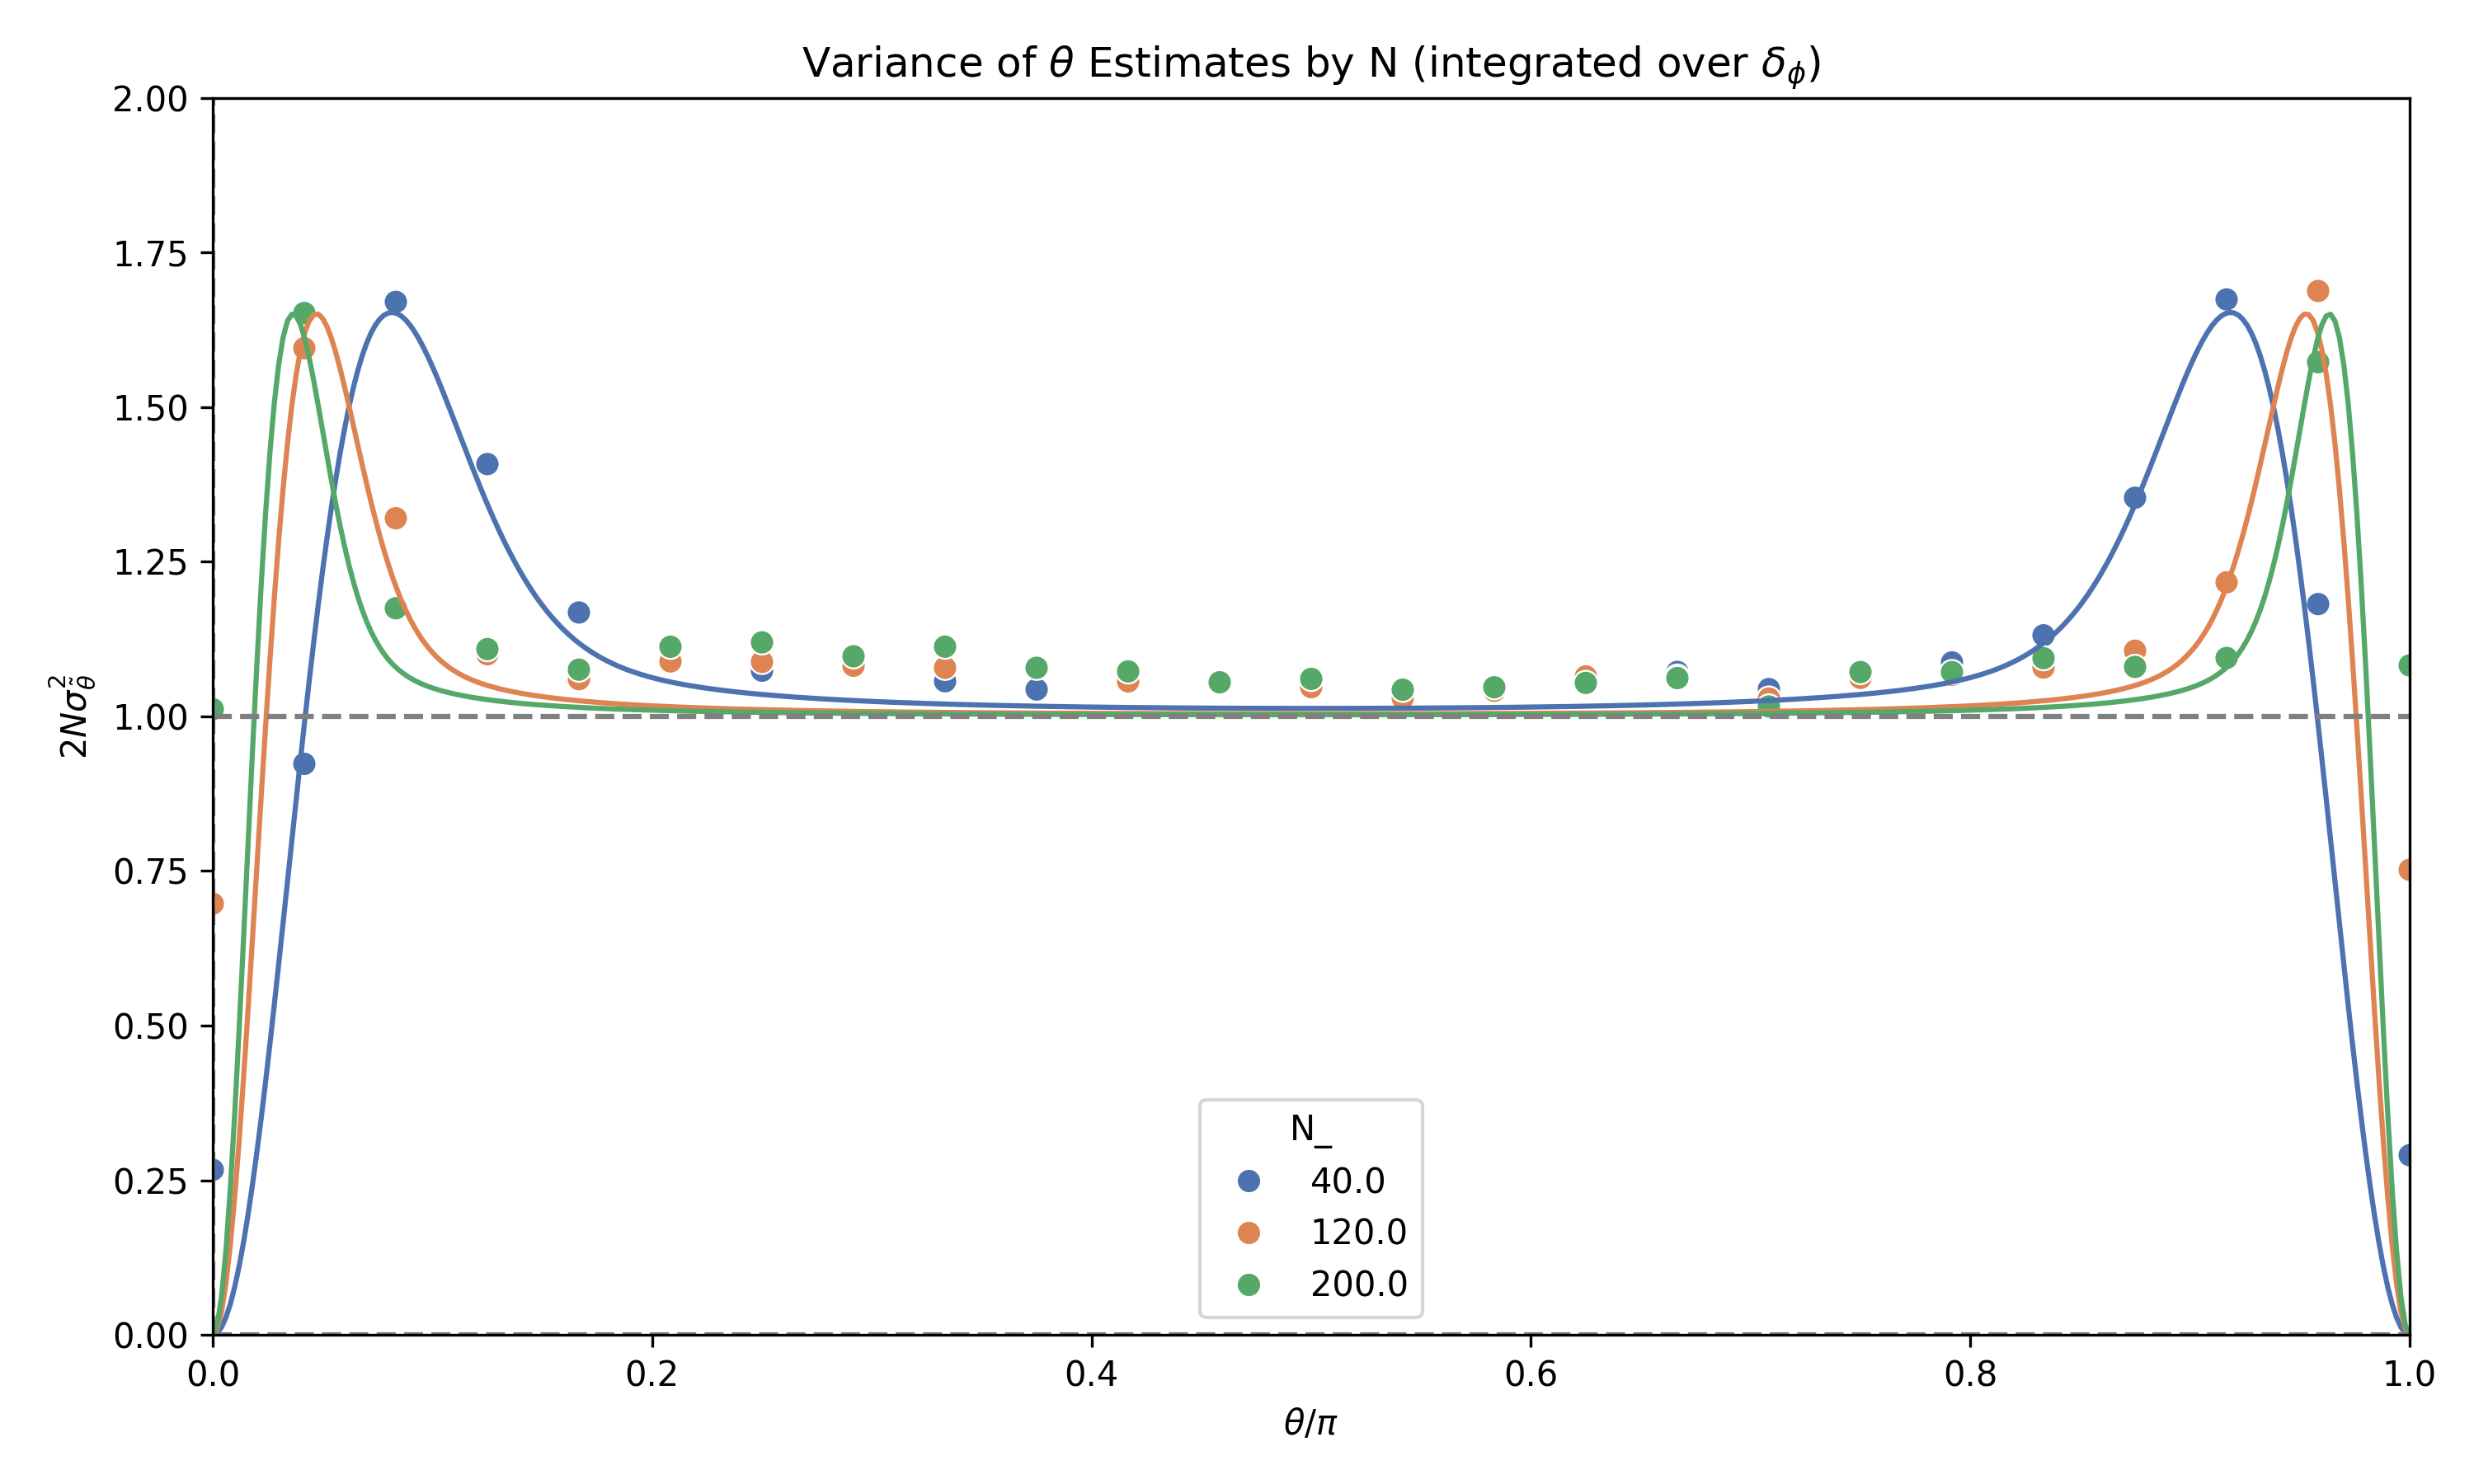 Variance of θ Estimates by N (integrated over δ_ϕ)
2.00
1.75
1.50
1.25
1.00
0.75
0.50
0.25
0.00
2Nσ²_θ̃
0.0 0.2 0.4 0.6 0.8 1.0
θ/π
N_
40.0
120.0
200.0